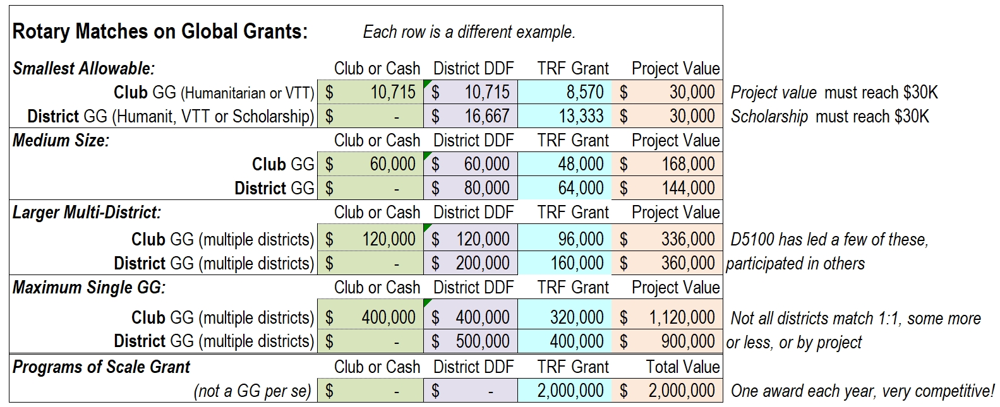 Rotary Matches on Global Grants: Each row is a different example.
Smallest Allowable: Club or Cash District DDF TRF Grant Project Value
Club GG (Humanitarian or VTT) $ 10,715 $ 10,715 8,570 $ 30,000 Project value must reach $30K
District GG (Humanit, VTT or Scholarship) $ - $ 16,667 13,333 $ 30,000 Scholarship must reach $30K
Medium Size: Club or Cash District DDF TRF Grant Project Value
Club GG $ 60,000 $ 60,000 48,000 $ 168,000
District GG $ - $ 80,000 64,000 $ 144,000
Larger Multi-District: Club or Cash District DDF TRF Grant Project Value
Club GG (multiple districts) $ 120,000 $ 120,000 96,000 $ 336,000 D5100 has led a few of these,
District GG (multiple districts) $ - $ 200,000 160,000 $ 360,000 participated in others
Maximum Single GG: Club or Cash District DDF TRF Grant Project Value
Club GG (multiple districts) $ 400,000 $ 400,000 320,000 $ 1,120,000 Not all districts match 1:1, some more
District GG (multiple districts) $ - $ 500,000 400,000 $ 900,000 or less, or by project
Programs of Scale Grant Club or Cash District DDF TRF Grant Total Value
(not a GG per se) $ - $ - 2,000,000 $ 2,000,000 One award each year, very competitive!